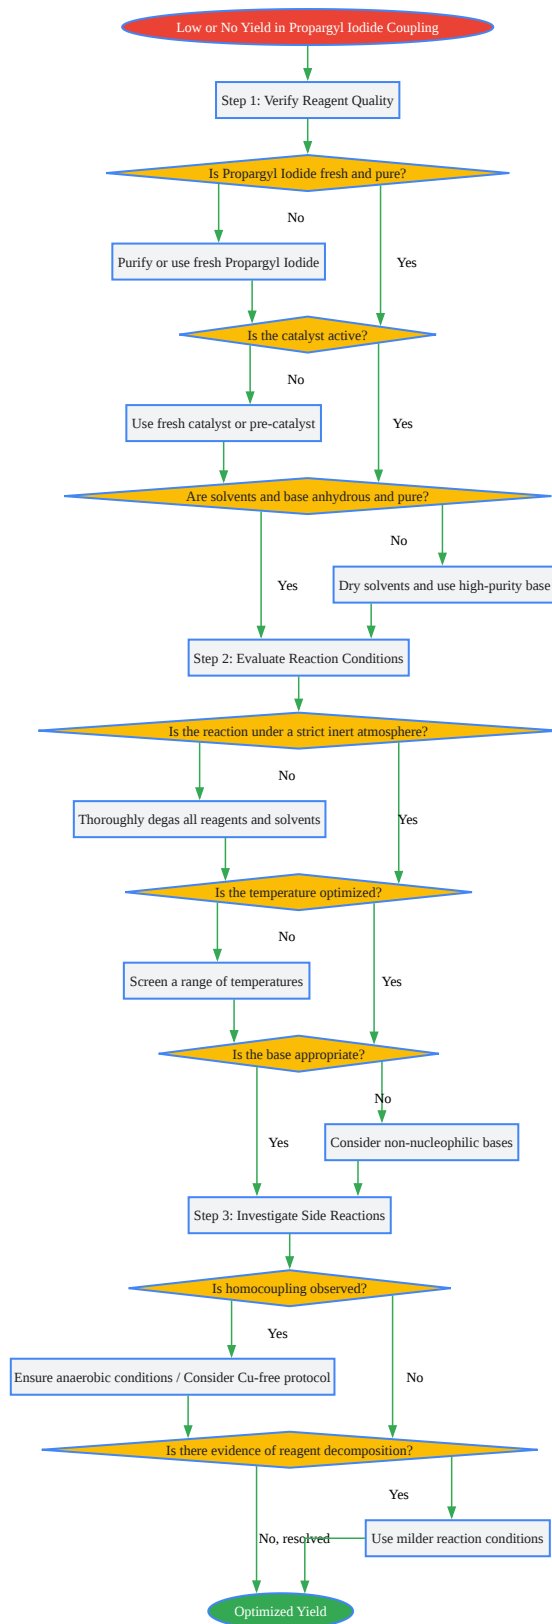 Low or No Yield in Propargyl Iodide Coupling
Step 1: Verify Reagent Quality
Is Propargyl Iodide fresh and pure?
No
Purify or use fresh Propargyl Iodide
Yes
Is the catalyst active?
No
Use fresh catalyst or pre-catalyst
Yes
Are solvents and base anhydrous and pure?
No
Yes
Dry solvents and use high-purity base
Step 2: Evaluate Reaction Conditions
Is the reaction under a strict inert atmosphere?
No
Thoroughly degas all reagents and solvents
Yes
Is the temperature optimized?
No
Screen a range of temperatures
Yes
Is the base appropriate?
No
Yes
Consider non-nucleophilic bases
Step 3: Investigate Side Reactions
Is homocoupling observed?
Yes
Ensure anaerobic conditions / Consider Cu-free protocol
No
Is there evidence of reagent decomposition?
Yes
No, resolved
Use milder reaction conditions
Optimized Yield